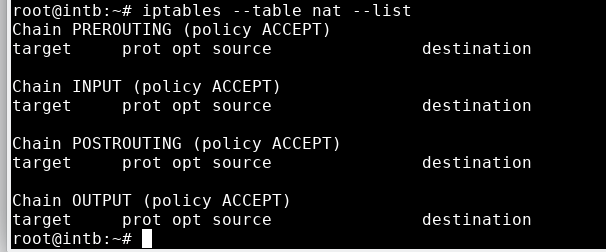 root@intb:~# iptables --table nat --list
Chain PREROUTING (policy ACCEPT)
target     prot opt source               destination

Chain INPUT (policy ACCEPT)
target     prot opt source               destination

Chain POSTROUTING (policy ACCEPT)
target     prot opt source               destination

Chain OUTPUT (policy ACCEPT)
target     prot opt source               destination
root@intb:~#